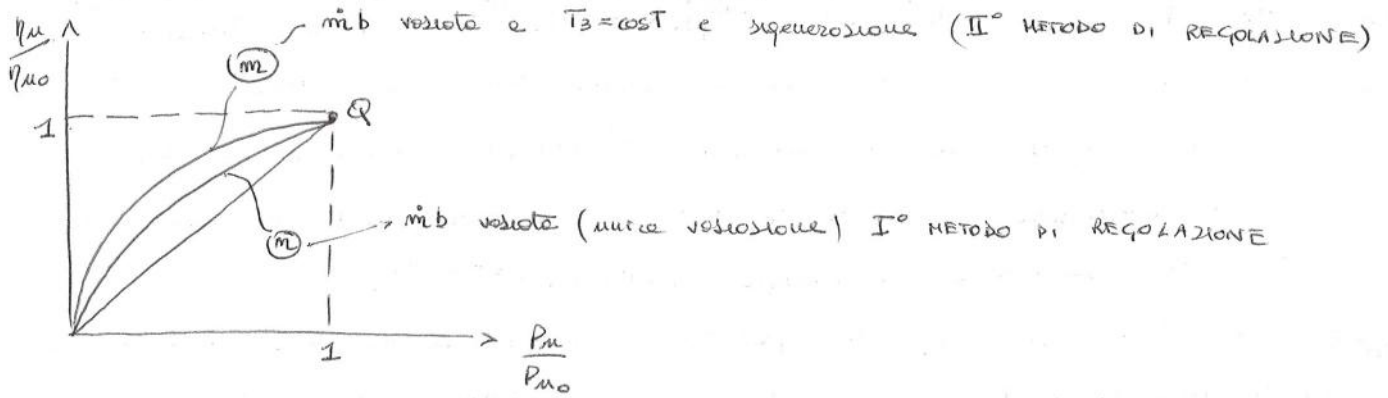 ηu/ηu0
ṁb variata e T3 = cosT e rigenerazione (II° METODO DI REGOLAZIONE)
m
1
Q
ṁb variata (unica variazione) I° METODO DI REGOLAZIONE
n
1
Pu/Pu0